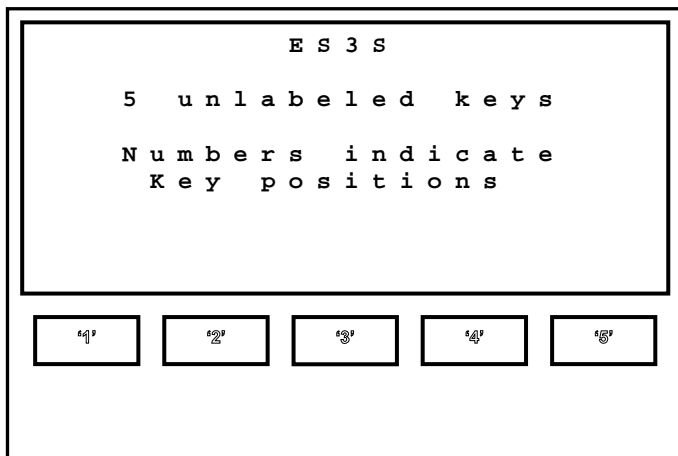 ES3S
5 unlabeled keys
Numbers indicate
Key positions
‘1’ ‘2’ ‘3’ ‘4’ ‘5’